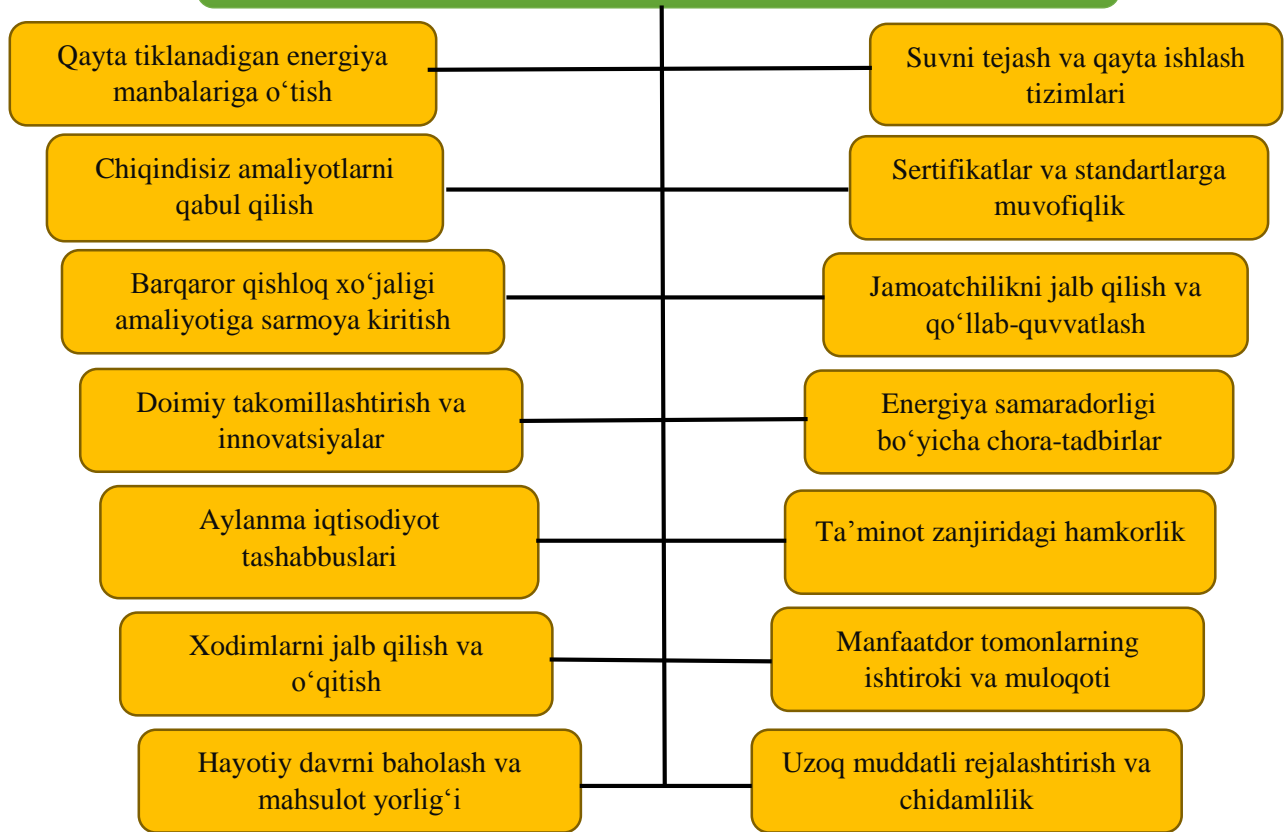 Qayta tiklanadigan energiya
manbalariga o‘tish
Suvni tejash va qayta ishlash
tizimlari
Chiqindisiz amaliyotlarni
qabul qilish
Sertifikatlar va standartlarga
muvofiqlik
Barqaror qishloq xo‘jaligi
amaliyotiga sarmoya kiritish
Jamoatchilikni jalb qilish va
qo‘llab-quvvatlash
Doimiy takomillashtirish va
innovatsiyalar
Energiya samaradorligi
bo‘yicha chora-tadbirlar
Aylanma iqtisodiyot
tashabbuslari
Ta’minot zanjiridagi hamkorlik
Xodimlarni jalb qilish va
o‘qitish
Manfaatdor tomonlarning
ishtiroki va muloqoti
Hayotiy davrni baholash va
mahsulot yorlig‘i
Uzoq muddatli rejalashtirish va
chidamlilik